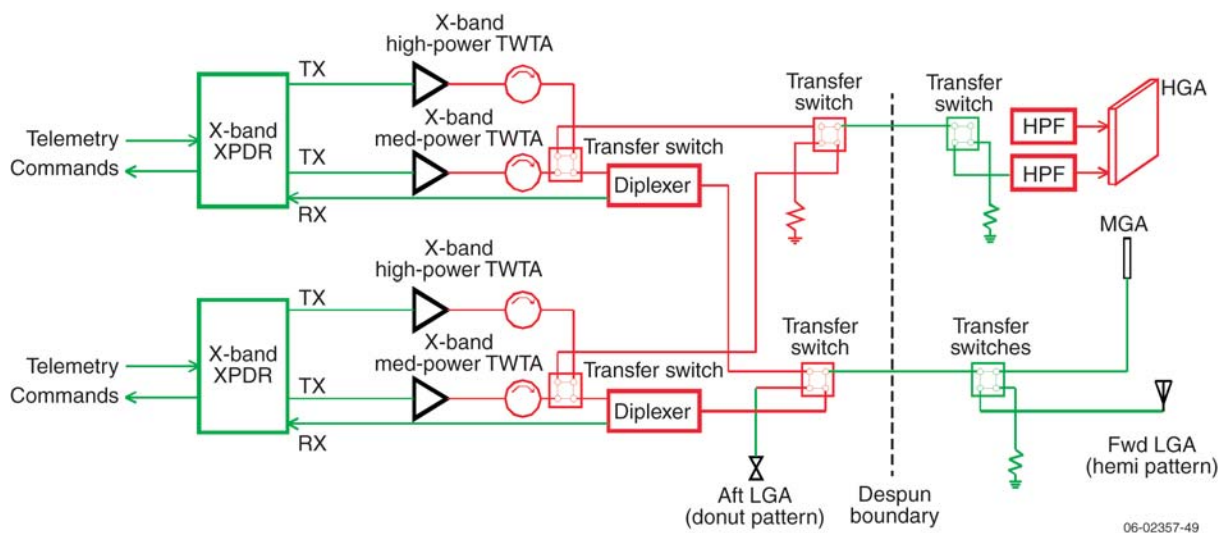 X-band
high-power TWTA
TX
X-band
XPDR
Telemetry
Commands
X-band
med-power TWTA
TX
RX
Transfer switch
Diplexer
Transfer
switch
Transfer
switch
HPF
HPF
HGA
MGA
X-band
high-power TWTA
TX
X-band
XPDR
Telemetry
Commands
X-band
med-power TWTA
TX
RX
Transfer switch
Diplexer
Transfer
switch
Transfer
switches
Aft LGA
(donut pattern)
Despun
boundary
Fwd LGA
(hemi pattern)
06-02357-49